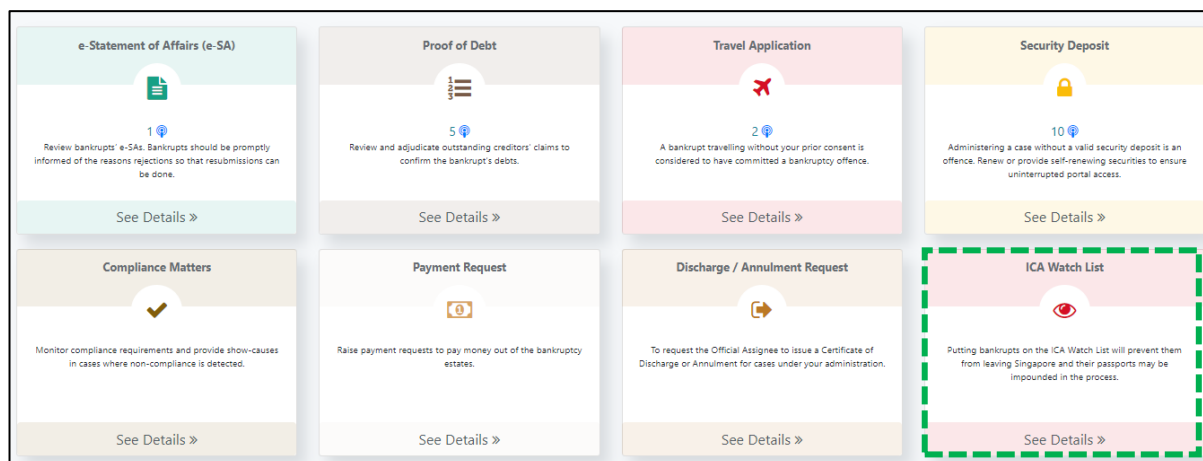 e-Statement of Affairs (e-SA)
1
Review bankrupts' e-SAs. Bankrupts should be promptly
informed of the reasons rejections so that resubmissions can
be done.
See Details »
Proof of Debt
1
2
3
5
Review and adjudicate outstanding creditors' claims to
confirm the bankrupt's debts.
See Details »
Travel Application
2
A bankrupt travelling without your prior consent is
considered to have committed a bankruptcy offence.
See Details »
Security Deposit
10
Administering a case without a valid security deposit is an
offence. Renew or provide self-renewing securities to ensure
uninterrupted portal access.
See Details »
Compliance Matters
Monitor compliance requirements and provide show-causes
in cases where non-compliance is detected.
See Details »
Payment Request
1
Raise payment requests to pay money out of the bankruptcy
estates.
See Details »
Discharge / Annulment Request
To request the Official Assignee to issue a Certificate of
Discharge or Annulment for cases under your administration.
See Details »
ICA Watch List
Putting bankrupts on the ICA Watch List will prevent them
from leaving Singapore and their passports may be
impounded in the process.
See Details »